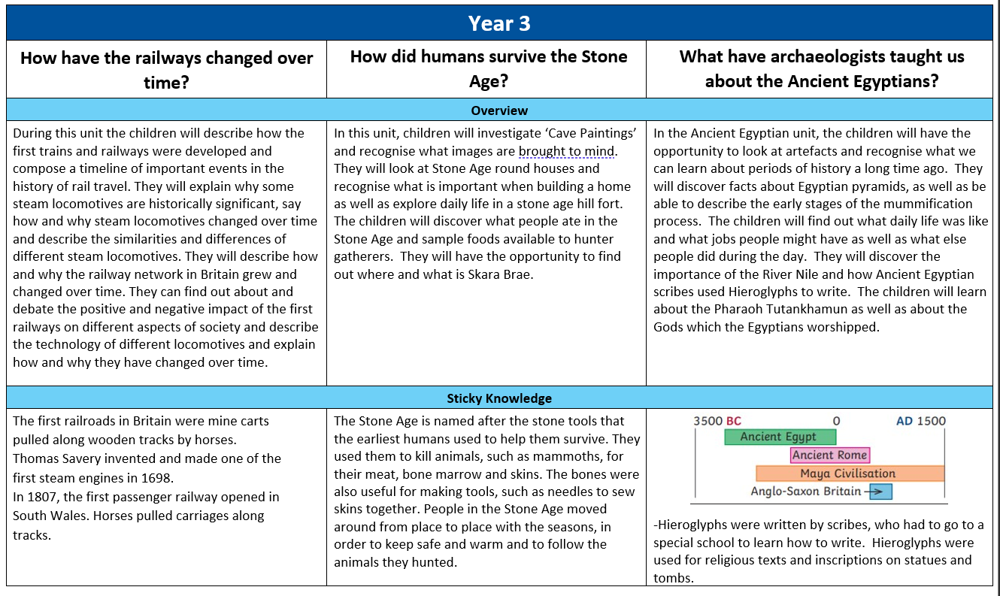 Year 3
How have the railways changed over
time?
How did humans survive the Stone
Age?
What have archaeologists taught us
about the Ancient Egyptians?
Overview
During this unit the children will describe how the
first trains and railways were developed and
compose a timeline of important events in the
history of rail travel. They will explain why some
steam locomotives are historically significant, say
how and why steam locomotives changed over time
and describe the similarities and differences of
different steam locomotives. They will describe how
and why the railway network in Britain grew and
changed over time. They can find out about and
debate the positive and negative impact of the first
railways on different aspects of society and describe
the technology of different locomotives and explain
how and why they have changed over time.
In this unit, children will investigate ‘Cave Paintings’
and recognise what images are brought to mind.
They will look at Stone Age round houses and
recognise what is important when building a home
as well as explore daily life in a stone age hill fort.
The children will discover what people ate in the
Stone Age and sample foods available to hunter
gatherers.  They will have the opportunity to find
out where and what is Skara Brae.
In the Ancient Egyptian unit, the children will have the
opportunity to look at artefacts and recognise what we
can learn about periods of history a long time ago.  They
will discover facts about Egyptian pyramids, as well as be
able to describe the early stages of the mummification
process.  The children will find out what daily life was like
and what jobs people might have as well as what else
people did during the day.  They will discover the
importance of the River Nile and how Ancient Egyptian
scribes used Hieroglyphs to write.  The children will learn
about the Pharaoh Tutankhamun as well as about the
Gods which the Egyptians worshipped.
Sticky Knowledge
The first railroads in Britain were mine carts
pulled along wooden tracks by horses.
Thomas Savery invented and made one of the
first steam engines in 1698.
In 1807, the first passenger railway opened in
South Wales. Horses pulled carriages along
tracks.
The Stone Age is named after the stone tools that
the earliest humans used to help them survive. They
used them to kill animals, such as mammoths, for
their meat, bone marrow and skins. The bones were
also useful for making tools, such as needles to sew
skins together. People in the Stone Age moved
around from place to place with the seasons, in
order to keep safe and warm and to follow the
animals they hunted.
3500 BC 0 AD 1500
Ancient Egypt
Ancient Rome
Maya Civilisation
Anglo-Saxon Britain
-Hieroglyphs were written by scribes, who had to go to a
special school to learn how to write.  Hieroglyphs were
used for religious texts and inscriptions on statues and
tombs.